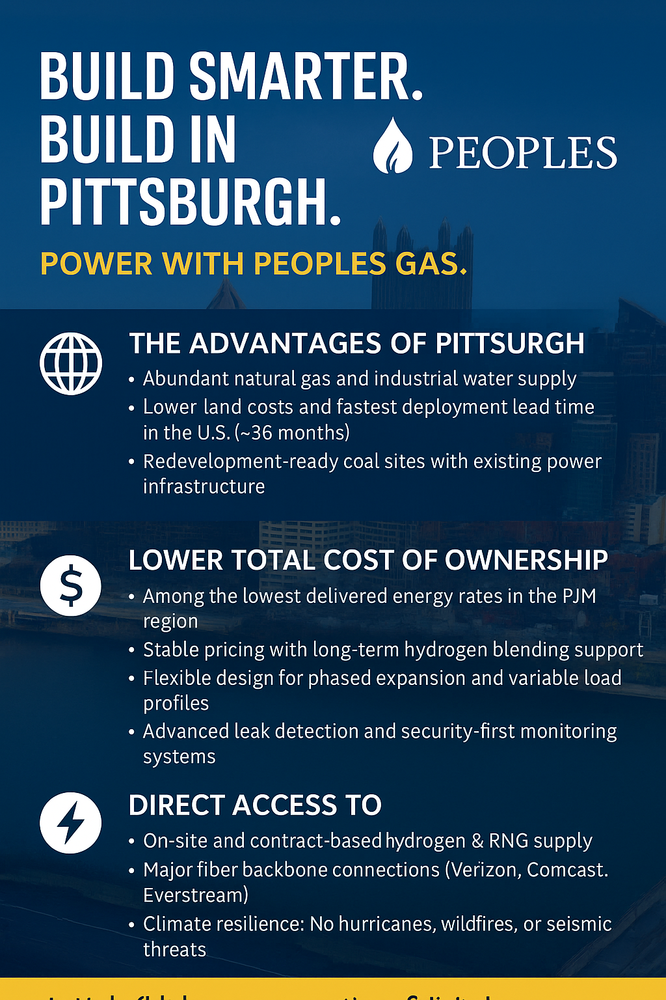 BUILD SMARTER.
BUILD IN
PITTSBURGH.
PEOPLES
POWER WITH PEOPLES GAS.
THE ADVANTAGES OF PITTSURGH
• Abundant natural gas and industrial water supply
• Lower land costs and fastest deployment lead time
in the U.S. (~36 months)
• Redevelopment-ready coal sites with existing power
infrastructure
LOWER TOTAL COST OF OWNERSHIP
• Among the lowest delivered energy rates in the PJM
region
• Stable pricing with long-term hydrogen blending support
• Flexible design for phased expansion and variable load
profiles
• Advanced leak detection and security-first monitoring
systems
DIRECT ACCESS TO
• On-site and contract-based hydrogen & RNG supply
• Major fiber backbone connections (Verizon, Comcast.
Everstream)
• Climate resilience: No hurricanes, wildfires, or seismic
threats